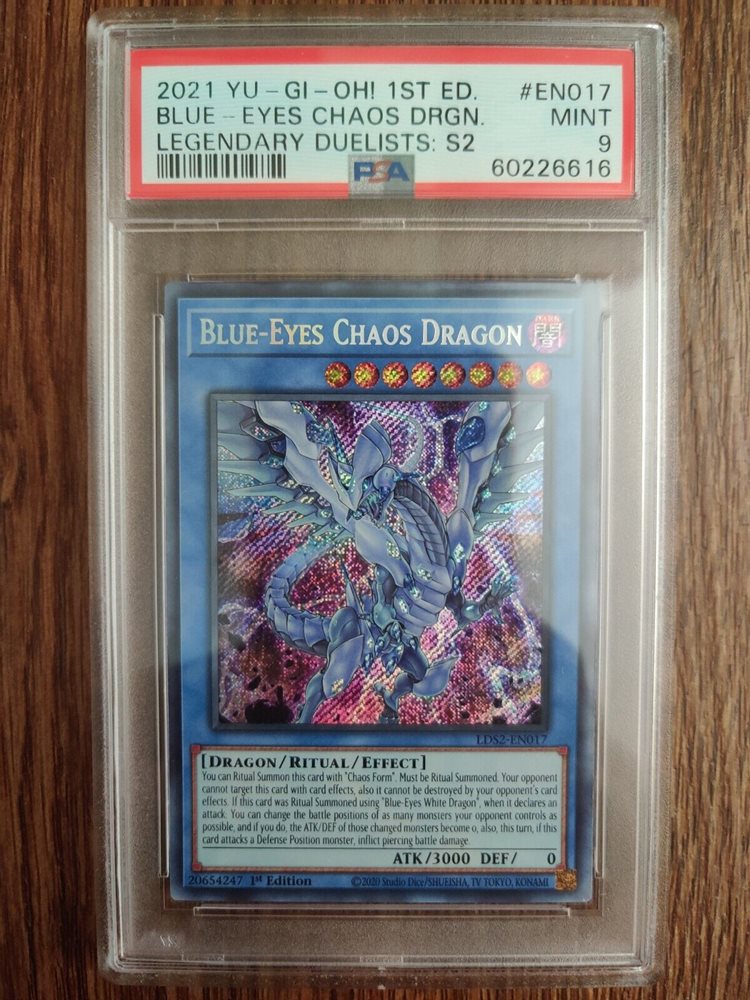 2021 YU-GI-OH! 1ST ED. #EN017
BLUE-EYES CHAOS DRGN. MINT
LEGENDARY DUELISTS: S2 9
PSA 60226616
BLUE-EYES CHAOS DRAGON
DARK
闇
LDS2-EN017
[DRAGON/RITUAL/EFFECT]
You can Ritual Summon this card with "Chaos Form". Must be Ritual Summoned. Your opponent
cannot target this card with card effects, also it cannot be destroyed by your opponent's card
effects. If this card was Ritual Summoned using "Blue-Eyes White Dragon", when it declares an
attack: You can change the battle positions of as many monsters your opponent controls as
possible, and if you do, the ATK/DEF of those changed monsters become 0, also, this turn, if this
card attacks a Defense Position monster, inflict piercing battle damage.
ATK/3000 DEF/ 0
20654247 1st Edition ©2020 Studio Dice/SHUEISHA, TV TOKYO, KONAMI